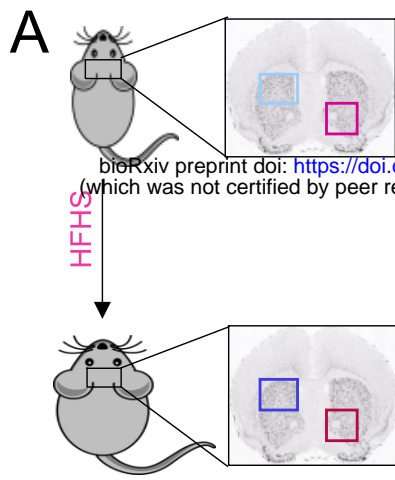 A
bioRxiv preprint doi: https://doi.o
(which was not certified by peer re
HFHS